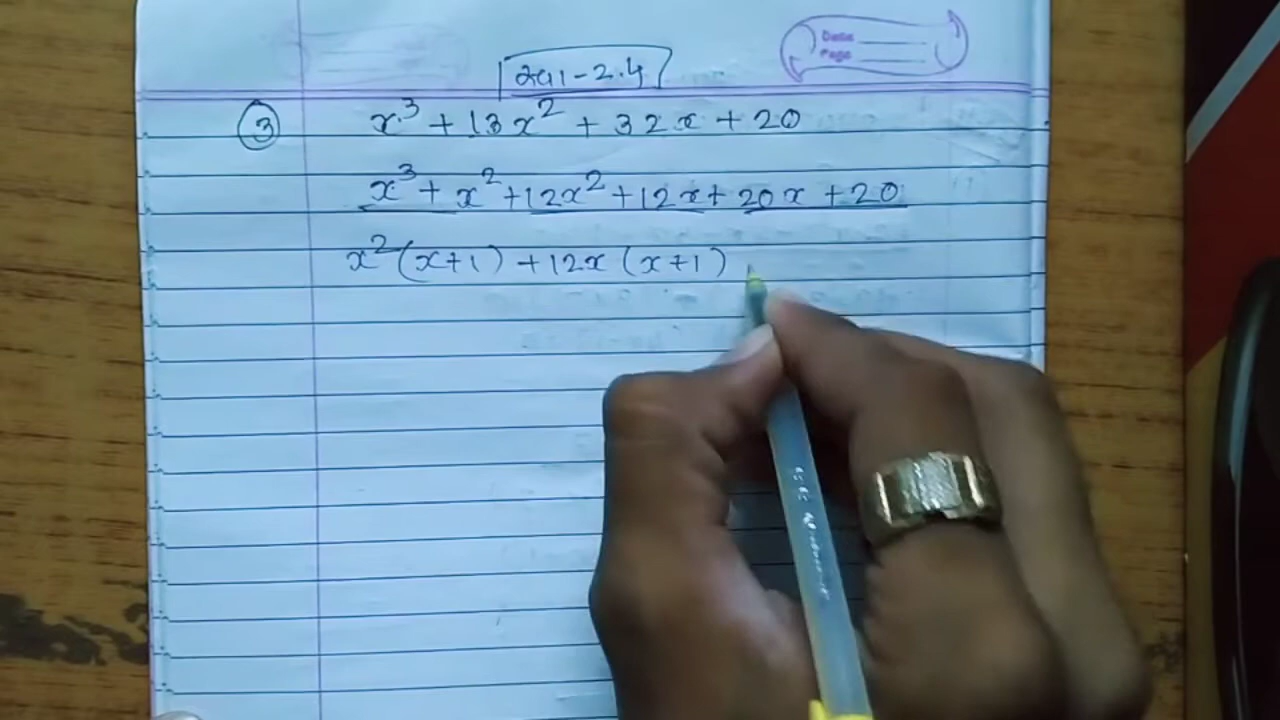 Date
Page
2.4
③ x³ + 13x² + 32x + 20
x³ + x² + 12x² + 12x + 20x + 20
x²(x+1) + 12x(x+1)